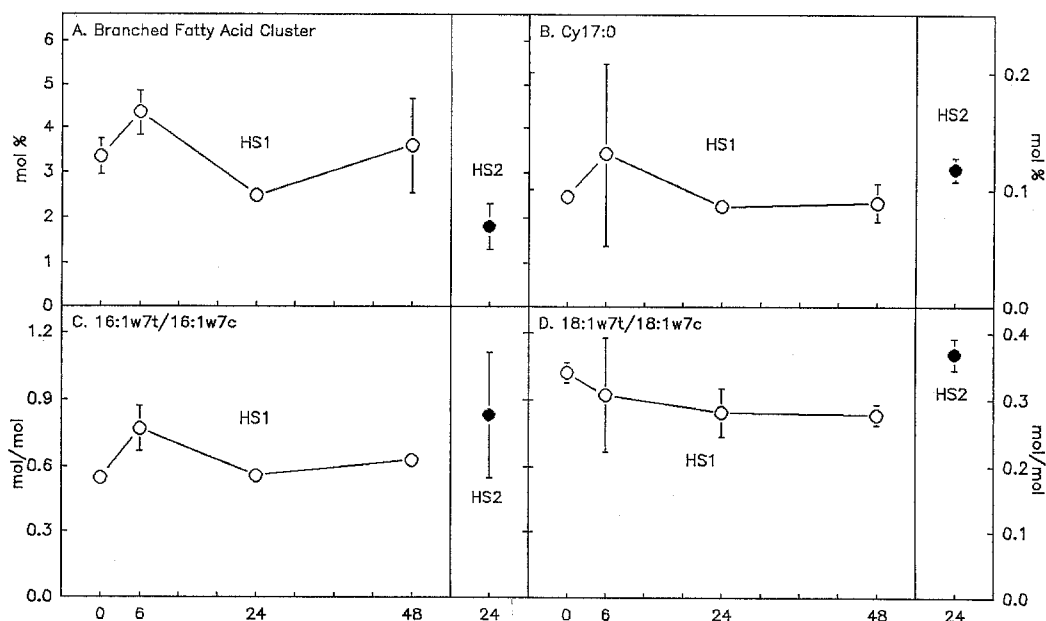 A. Branched Fatty Acid Cluster
6
5
4
3
2
1
0
mol %
HS1
HS2
B. Cy17:0
0.2
0.1
0.0
mol %
HS1
HS2
C. 16:1w7t/16:1w7c
1.2
0.9
0.6
0.3
0.0
mol/mol
HS1
HS2
0 6 24 48 24
D. 18:1w7t/18:1w7c
0.4
0.3
0.2
0.1
0.0
mol/mol
HS1
HS2
0 6 24 48 24